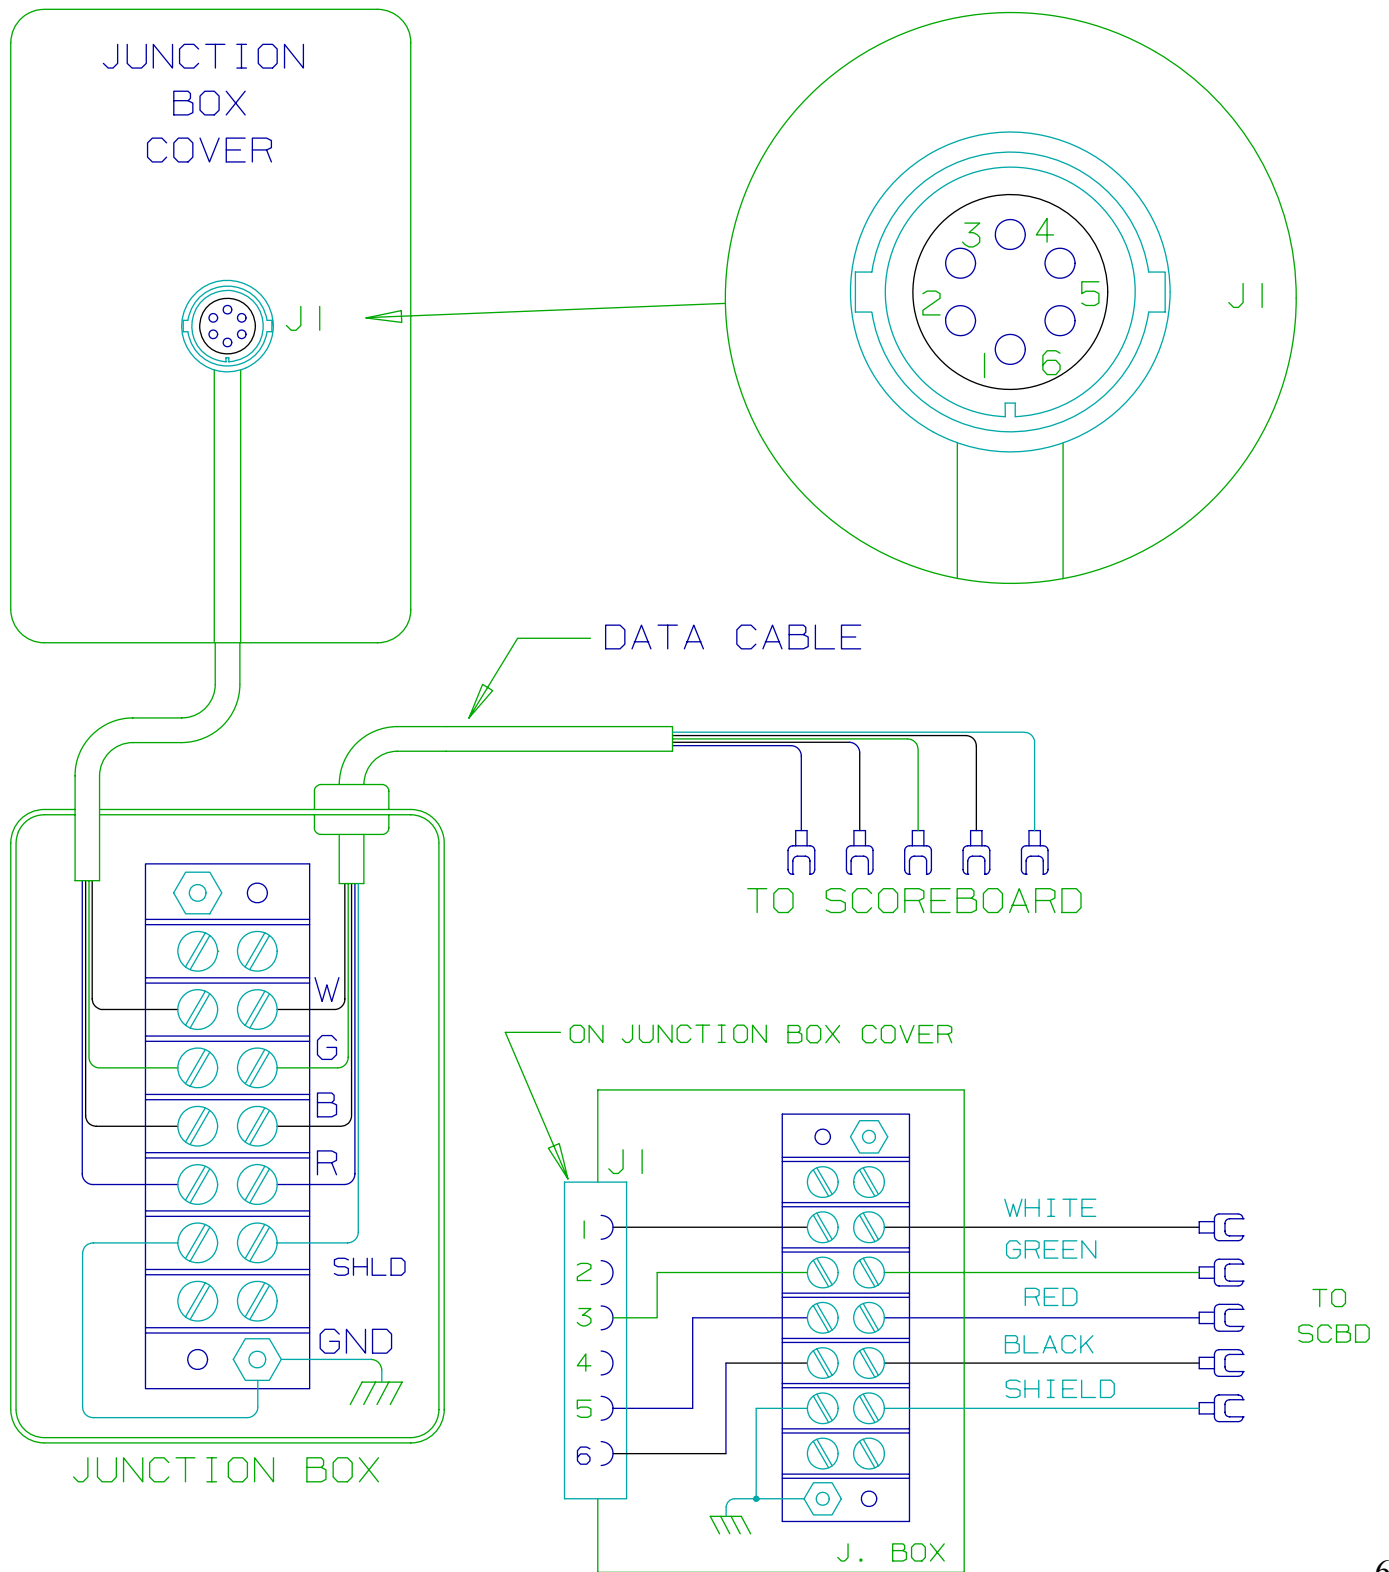 JUNCTION
BOX
COVER
J1
3
4
2
5
1
6
J1
DATA CABLE
TO SCOREBOARD
W
G
B
R
SHLD
GND
JUNCTION BOX
ON JUNCTION BOX COVER
J1
1
2
3
4
5
6
WHITE
GREEN
RED
BLACK
SHIELD
TO
SCBD
J. BOX
6